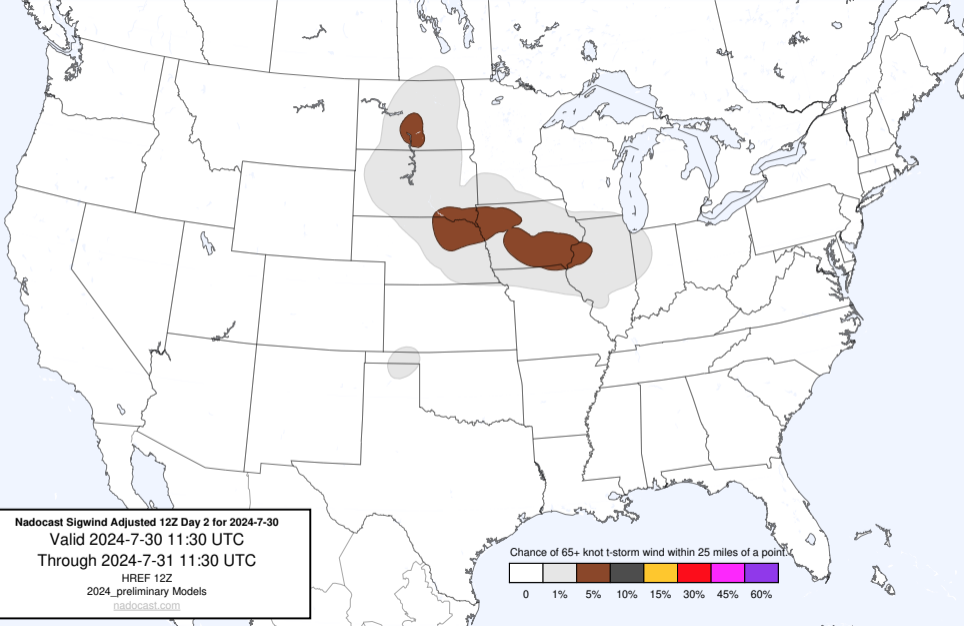 Nadocast Sigwind Adjusted 12Z Day 2 for 2024-7-30
Valid 2024-7-30 11:30 UTC
Through 2024-7-31 11:30 UTC
HREF 12Z
2024_preliminary Models
nadocast.com
Chance of 65+ knot t-storm wind within 25 miles of a point.
0 1% 5% 10% 15% 30% 45% 60%